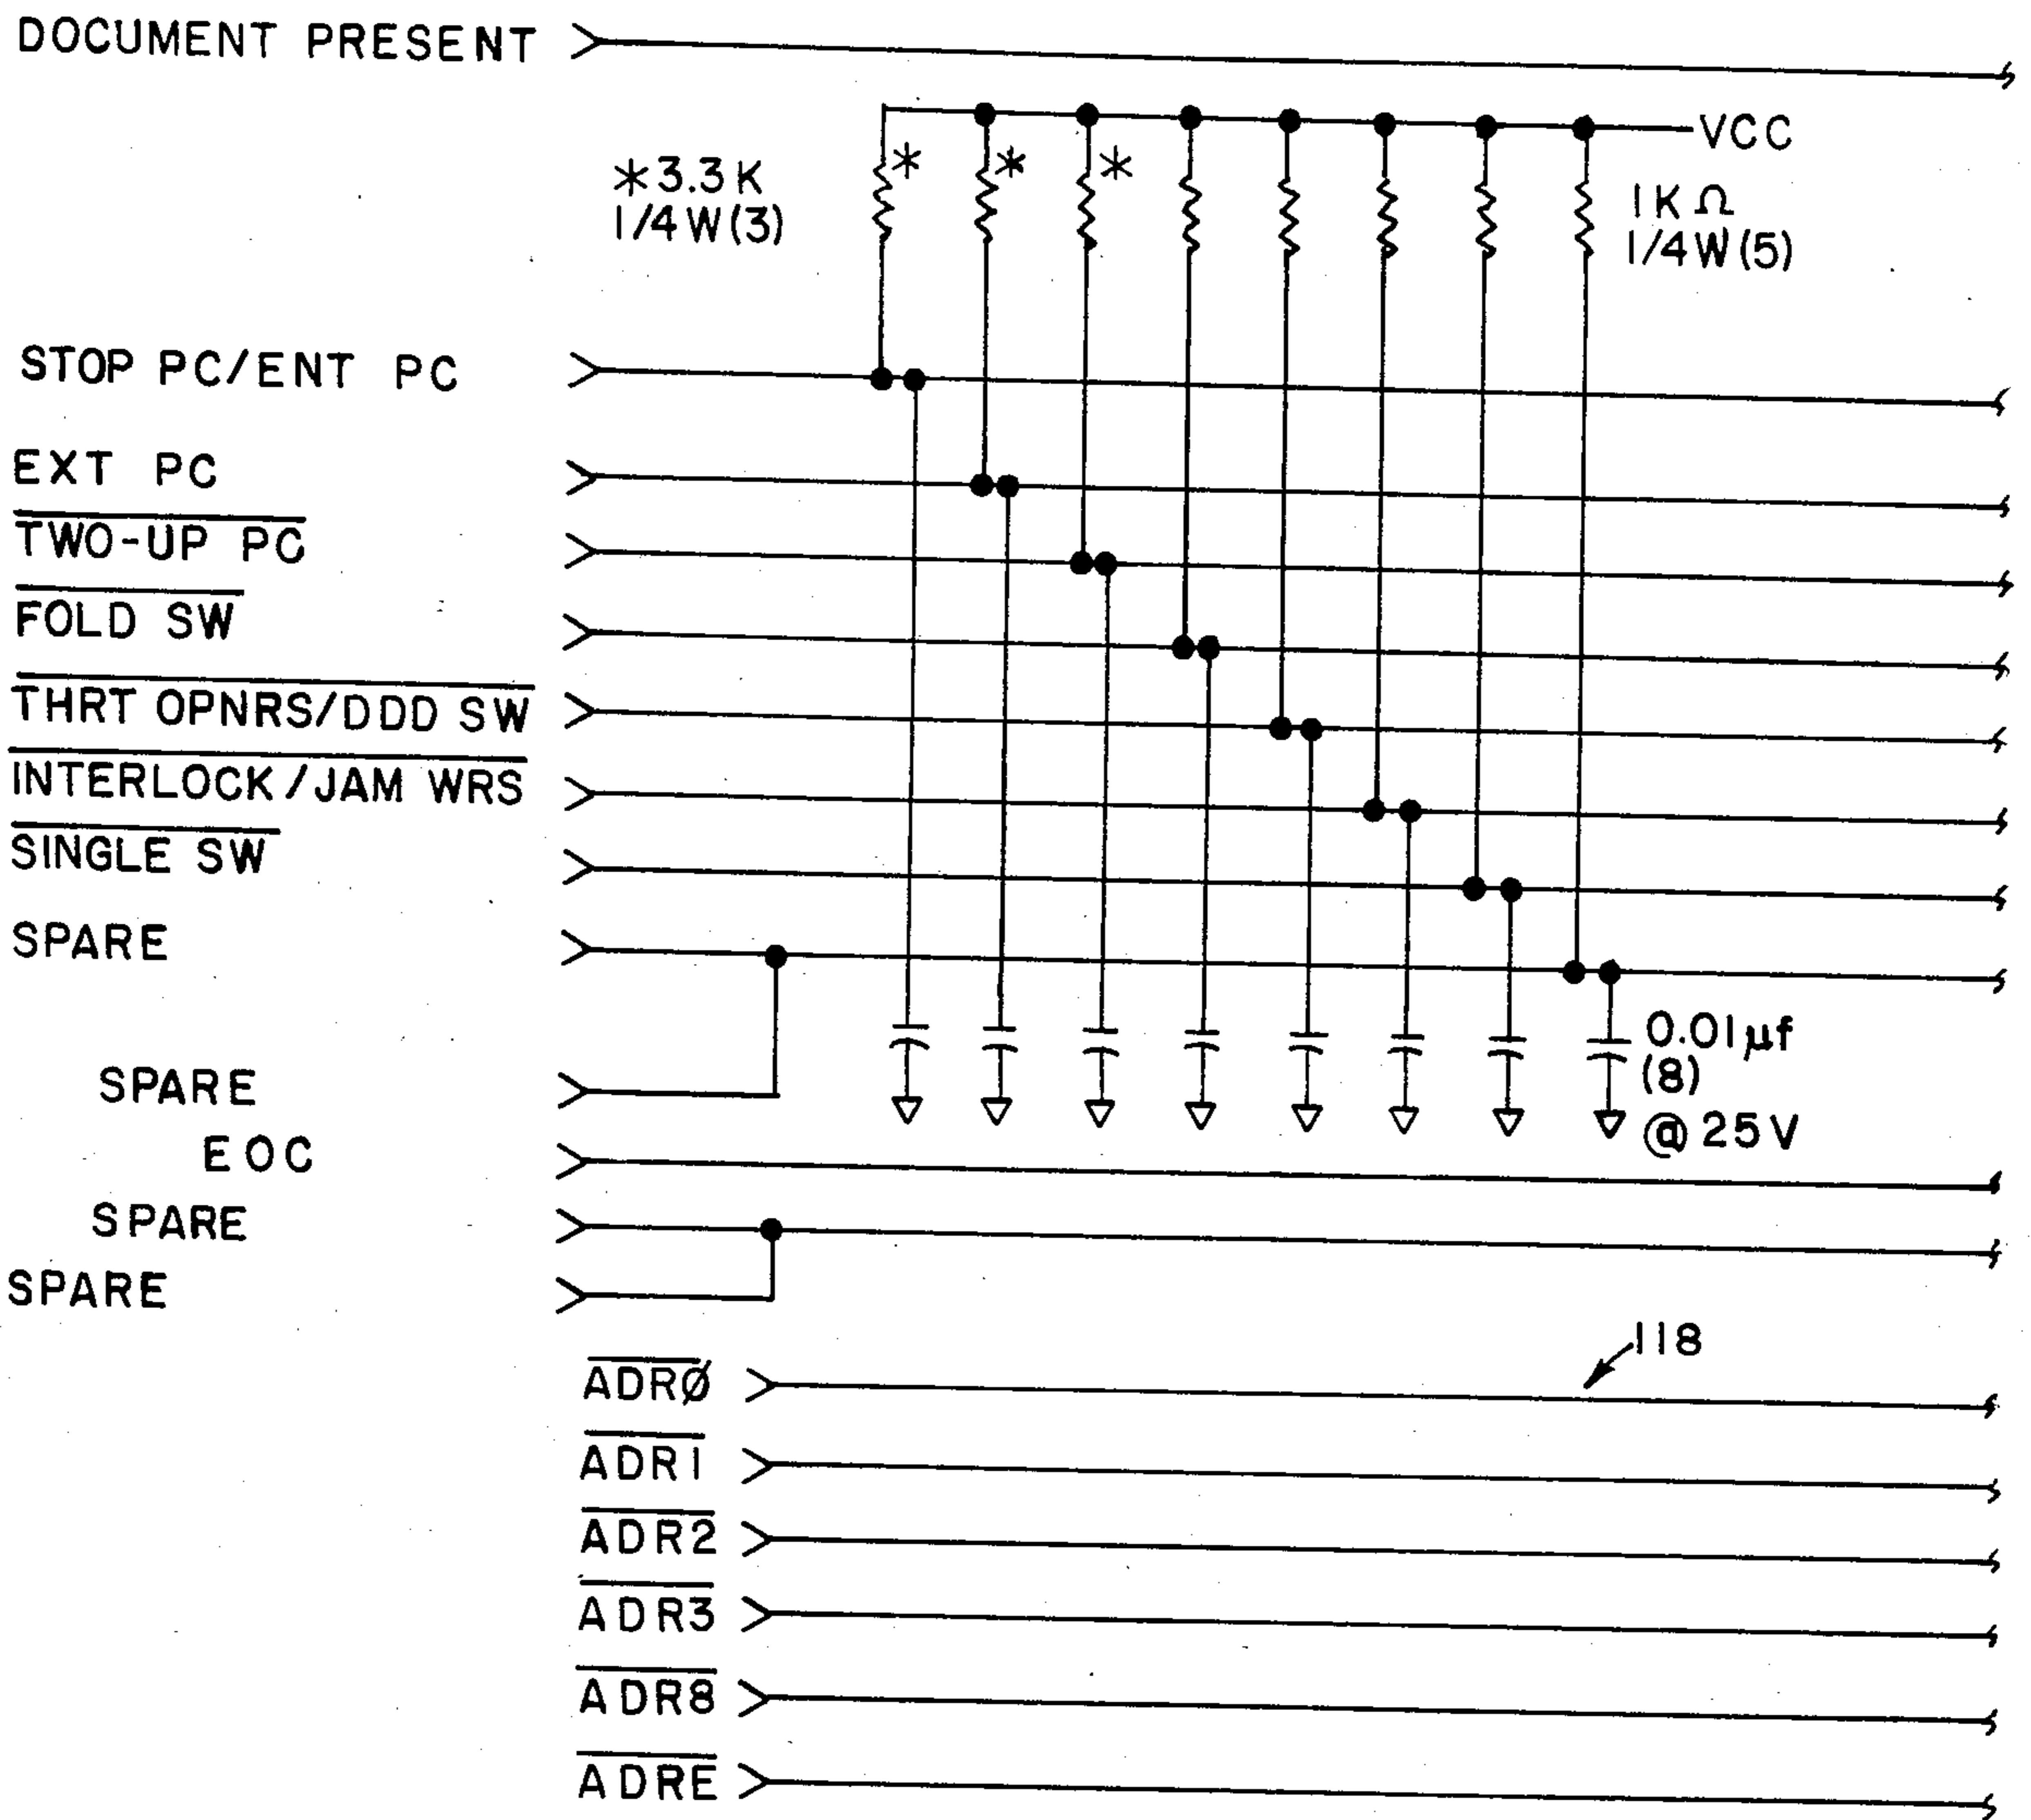 DOCUMENT PRESENT
VCC
* * *
*3.3K
1/4W(3)
1KΩ
1/4W(5)
STOP PC/ENT PC
EXT PC
TWO-UP PC
FOLD SW
THRT OPNRS/DDD SW
INTERLOCK/JAM WRS
SINGLE SW
SPARE
0.01µf
(8)
@ 25V
SPARE
EOC
SPARE
SPARE
118
ADRØ
ADR1
ADR2
ADR3
ADR8
ADRE